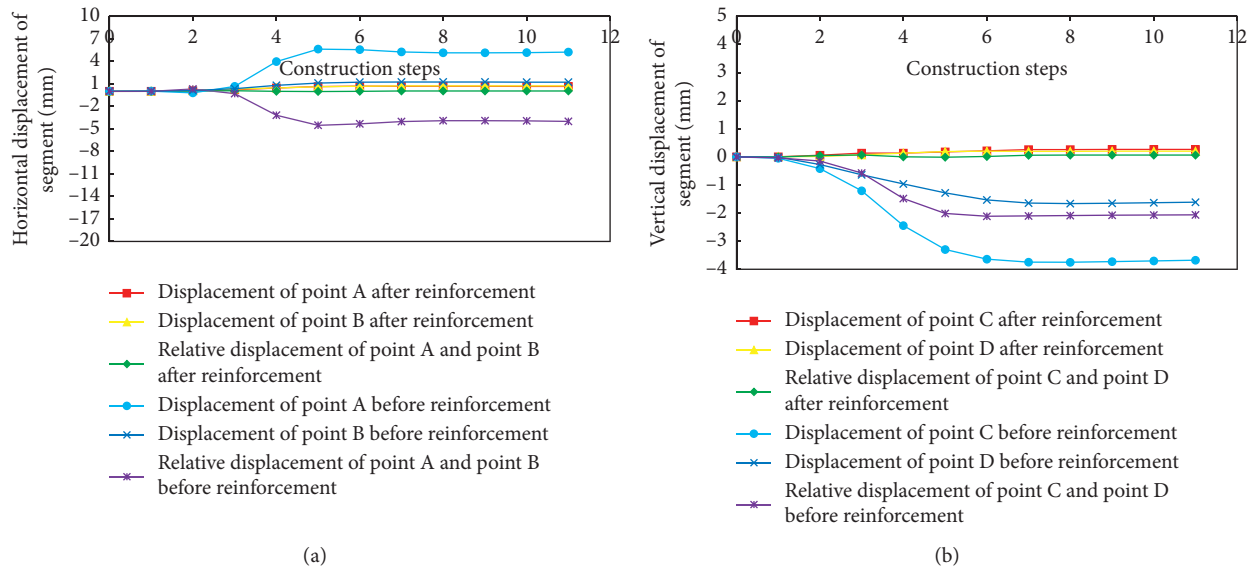 10
7
4
1
−2
−5
−8
−11
−14
−17
−20
0 2 4 6 8 10 12
Construction steps
Horizontal displacement of
segment (mm)
Displacement of point A after reinforcement
Displacement of point B after reinforcement
Relative displacement of point A and point B
after reinforcement
Displacement of point A before reinforcement
Displacement of point B before reinforcement
Relative displacement of point A and point B
before reinforcement
(a)
5
4
3
2
1
0
−1
−2
−3
−4
0 2 4 6 8 10 12
Construction steps
Vertical displacement of
segment (mm)
Displacement of point C after reinforcement
Displacement of point D after reinforcement
Relative displacement of point C and point D
after reinforcement
Displacement of point C before reinforcement
Displacement of point D before reinforcement
Relative displacement of point C and point D
before reinforcement
(b)